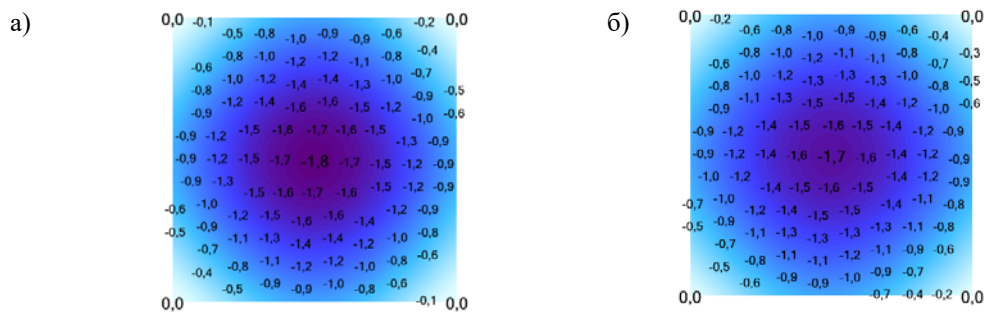 а)
0,0 -0,1 -0,2 0,0
-0,5 -0,8 -1,0 -0,9 -0,9 -0,6
-0,8 -1,0 -1,2 -1,2 -0,9 -0,8 -0,4
-0,6 -1,0 -1,2 -1,4 -1,3 -1,1 -1,0 -0,7
-0,8 -1,2 -1,4 -1,6 -1,6 -1,4 -1,2 -0,9 -0,5
-0,9 -0,6
-0,9 -1,2 -1,5 -1,6 -1,7 -1,6 -1,5 -1,3 -0,9
-0,9 -1,2 -1,5 -1,7 -1,8 -1,7 -1,5 -1,2 -0,9
-0,9 -1,3 -1,5 -1,6 -1,7 -1,6 -1,5 -1,2 -0,9
-0,6 -1,0 -1,2 -1,5 -1,6 -1,6 -1,4 -1,2 -0,9
-0,5 -0,9 -1,1 -1,3 -1,4 -1,4 -1,2 -1,0 -0,8
-0,7 -1,1 -1,2 -1,2 -1,0 -0,8 -0,6
-0,4 -0,8 -0,9 -0,9 -1,0 -0,8 -0,6
-0,5
0,0 -0,1 0,0
б)
0,0 -0,2 0,0
-0,6 -0,8 -0,9 -0,9 -0,6 -0,4
-0,8 -1,0 -1,2 -1,1 -1,1 -0,8 -0,6 -0,3
-0,6 -1,0 -1,2 -1,3 -1,3 -1,2 -1,0 -0,8 -0,5
-0,8 -1,1 -1,3 -1,5 -1,5 -1,4 -1,2 -0,9 -0,6
-0,9 -1,2 -1,4 -1,5 -1,6 -1,5 -1,4 -1,2 -0,9
-0,9 -1,2 -1,4 -1,6 -1,7 -1,6 -1,4 -1,2 -0,9
-1,0 -1,2 -1,4 -1,6 -1,5 -1,4 -1,2 -0,9
-0,7 -1,0 -1,2 -1,4 -1,5 -1,5 -1,4 -1,1 -0,8
-0,5 -0,9 -1,1 -1,3 -1,3 -1,3 -1,3 -1,1 -0,8
-0,8 -1,1 -1,1 -1,2 -1,1 -0,9 -0,6
-0,5 -0,6 -0,9 -0,9 -1,0 -0,9 -0,7
0,0 -0,7 -0,4 -0,2 0,0